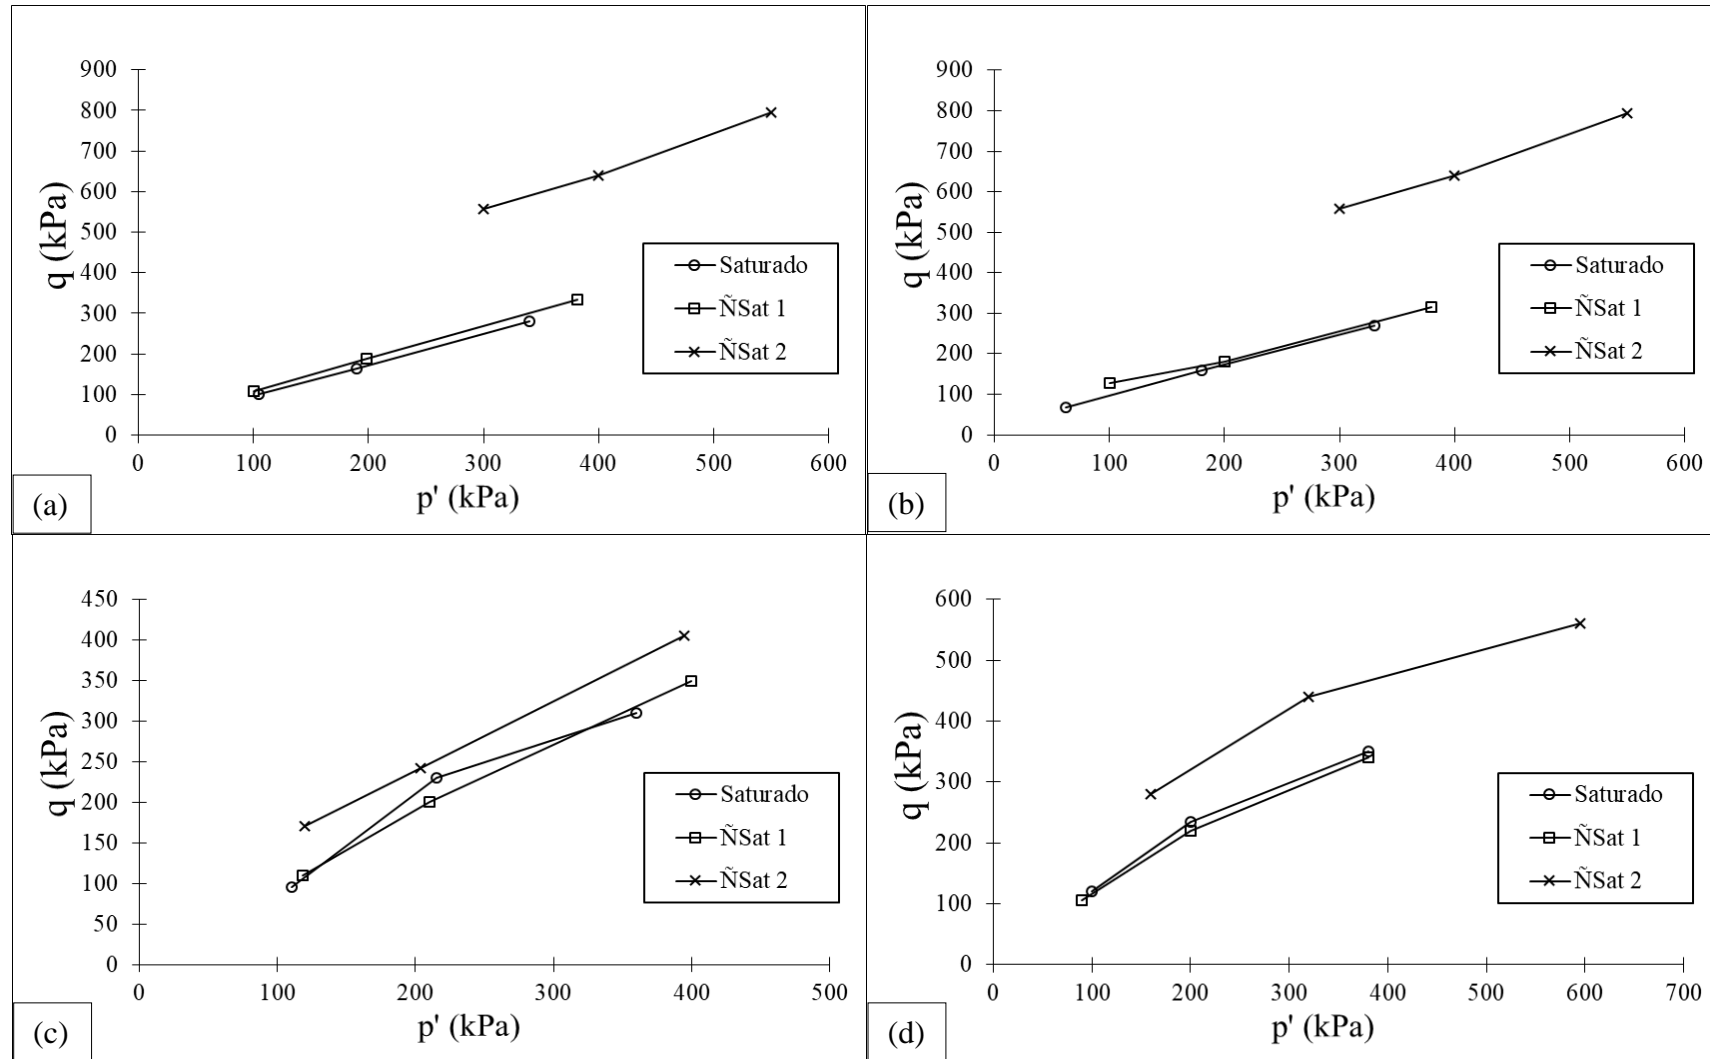 900
800
700
600
500
400
300
200
100
0
q (kPa)
Saturado
ÑSat 1
ÑSat 2
0 100 200 300 400 500 600
p' (kPa)
(a)
900
800
700
600
500
400
300
200
100
0
q (kPa)
Saturado
ÑSat 1
ÑSat 2
0 100 200 300 400 500 600
p' (kPa)
(b)
450
400
350
300
250
200
150
100
50
0
q (kPa)
Saturado
ÑSat 1
ÑSat 2
0 100 200 300 400 500
p' (kPa)
(c)
600
500
400
300
200
100
0
q (kPa)
Saturado
ÑSat 1
ÑSat 2
0 100 200 300 400 500 600 700
p' (kPa)
(d)